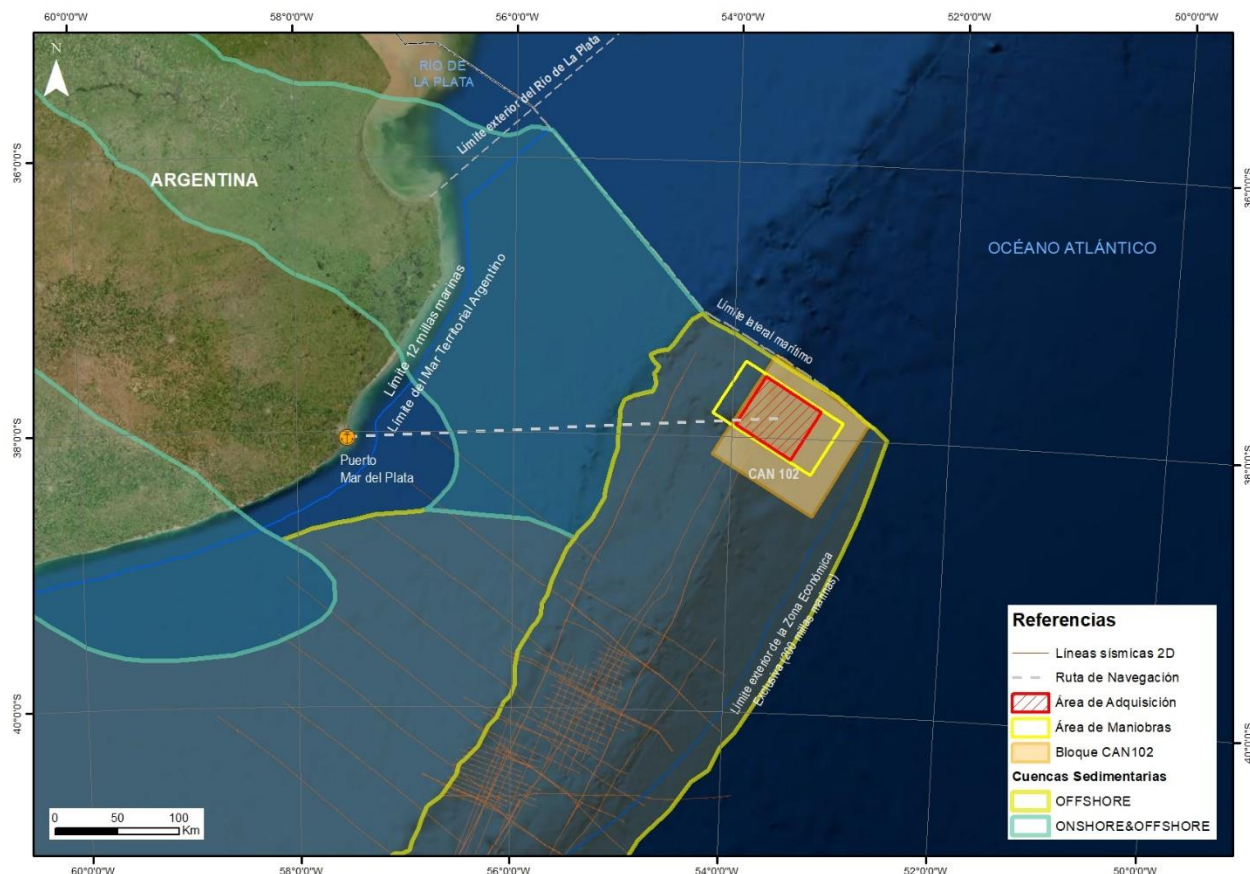 60°0'0"O
58°0'0"O
56°0'0"O
54°0'0"O
52°0'0"O
50°0'0"O
N
RÍO DE
LA PLATA
Límite exterior del Río de La Plata
36°0'0"S
36°0'0"S
ARGENTINA
OCÉANO ATLÁNTICO
Límite 12 millas marinas
Límite del Mar Territorial Argentino
Límite lateral marítimo
38°0'0"S
38°0'0"S
Puerto
Mar del Plata
CAN 102
Límite exterior de la Zona Económica
Exclusiva (200 millas marinas)
40°0'0"S
40°0'0"S
Referencias
Líneas sísmicas 2D
Ruta de Navegación
Área de Adquisición
Área de Maniobras
Bloque CAN102
Cuencas Sedimentarias
OFFSHORE
ONSHORE&OFFSHORE
0 50 100
Km
60°0'0"O
58°0'0"O
56°0'0"O
54°0'0"O
52°0'0"O
50°0'0"O